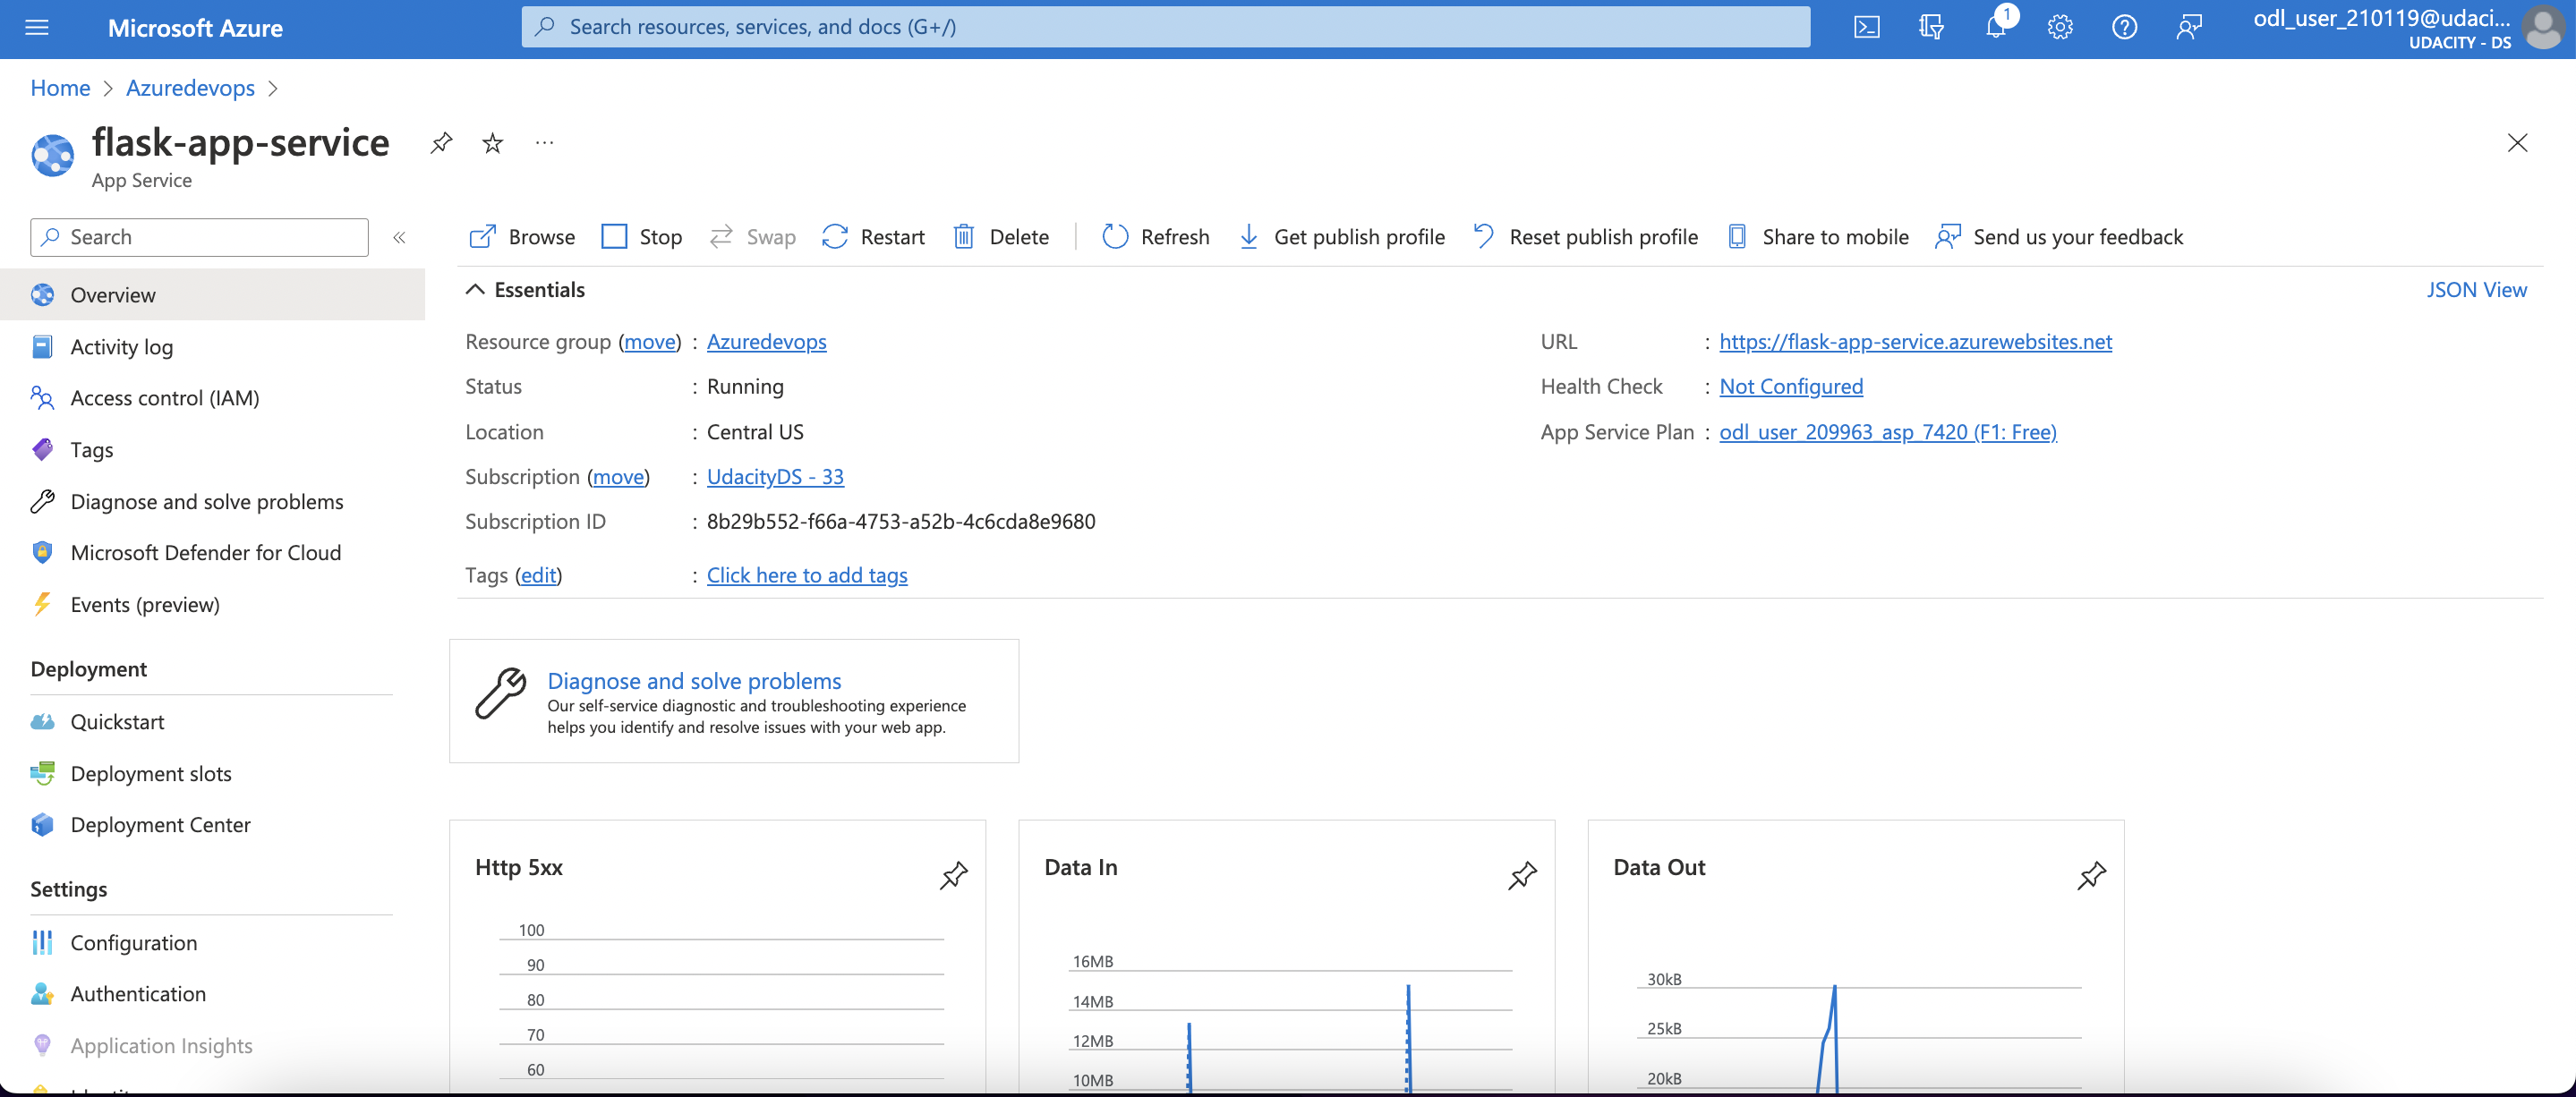 Microsoft Azure
Search resources, services, and docs (G+/)
1
odl_user_210119@udaci...
UDACITY - DS
Home > Azuredevops >
flask-app-service
...
App Service
Search
«
Browse Stop Swap Restart Delete Refresh Get publish profile Reset publish profile Share to mobile Send us your feedback
Overview
Activity log
Access control (IAM)
Tags
Diagnose and solve problems
Microsoft Defender for Cloud
Events (preview)
Deployment
Quickstart
Deployment slots
Deployment Center
Settings
Configuration
Authentication
Application Insights
Essentials
JSON View
Resource group (move) : Azuredevops
Status : Running
Location : Central US
Subscription (move) : UdacityDS - 33
Subscription ID : 8b29b552-f66a-4753-a52b-4c6cda8e9680
Tags (edit) : Click here to add tags
URL : https://flask-app-service.azurewebsites.net
Health Check : Not Configured
App Service Plan : odl_user_209963_asp_7420 (F1: Free)
Diagnose and solve problems
Our self-service diagnostic and troubleshooting experience
helps you identify and resolve issues with your web app.
Http 5xx
100
90
80
70
60
Data In
16MB
14MB
12MB
10MB
Data Out
30kB
25kB
20kB